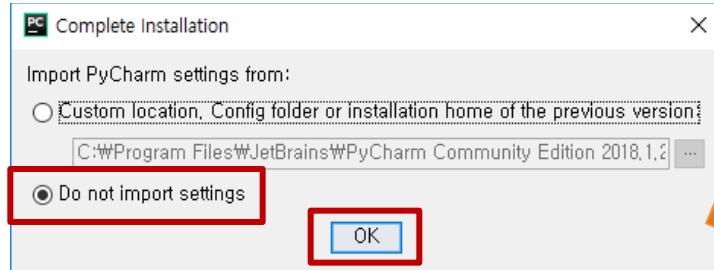 PC Complete Installation
Import PyCharm settings from:
Custom location, Config folder or installation home of the previous version:
C:₩Program Files₩JetBrains₩PyCharm Community Edition 2018.1.2 ...
Do not import settings
OK